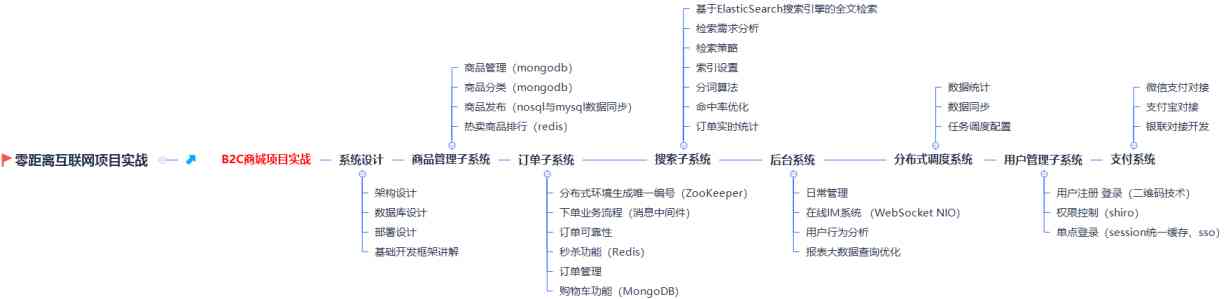 零距离互联网项目实战
B2C商城项目实战
系统设计
架构设计
数据库设计
部署设计
基础开发框架讲解
商品管理子系统
商品管理（mongodb）
商品分类（mongodb）
商品发布（nosql与mysql数据同步）
热卖商品排行（redis）
订单子系统
分布式环境生成唯一编号（ZooKeeper）
下单业务流程（消息中间件）
订单可靠性
秒杀功能（Redis）
订单管理
购物车功能（MongoDB）
搜索子系统
基于ElasticSearch搜索引擎的全文检索
检索需求分析
检索策略
索引设置
分词算法
命中率优化
订单实时统计
后台系统
日常管理
在线IM系统 （WebSocket NIO）
用户行为分析
报表大数据查询优化
分布式调度系统
数据统计
数据同步
任务调度配置
用户管理子系统
用户注册 登录（二维码技术）
权限控制（shiro）
单点登录（session统一缓存、sso）
支付系统
微信支付对接
支付宝对接
银联对接开发